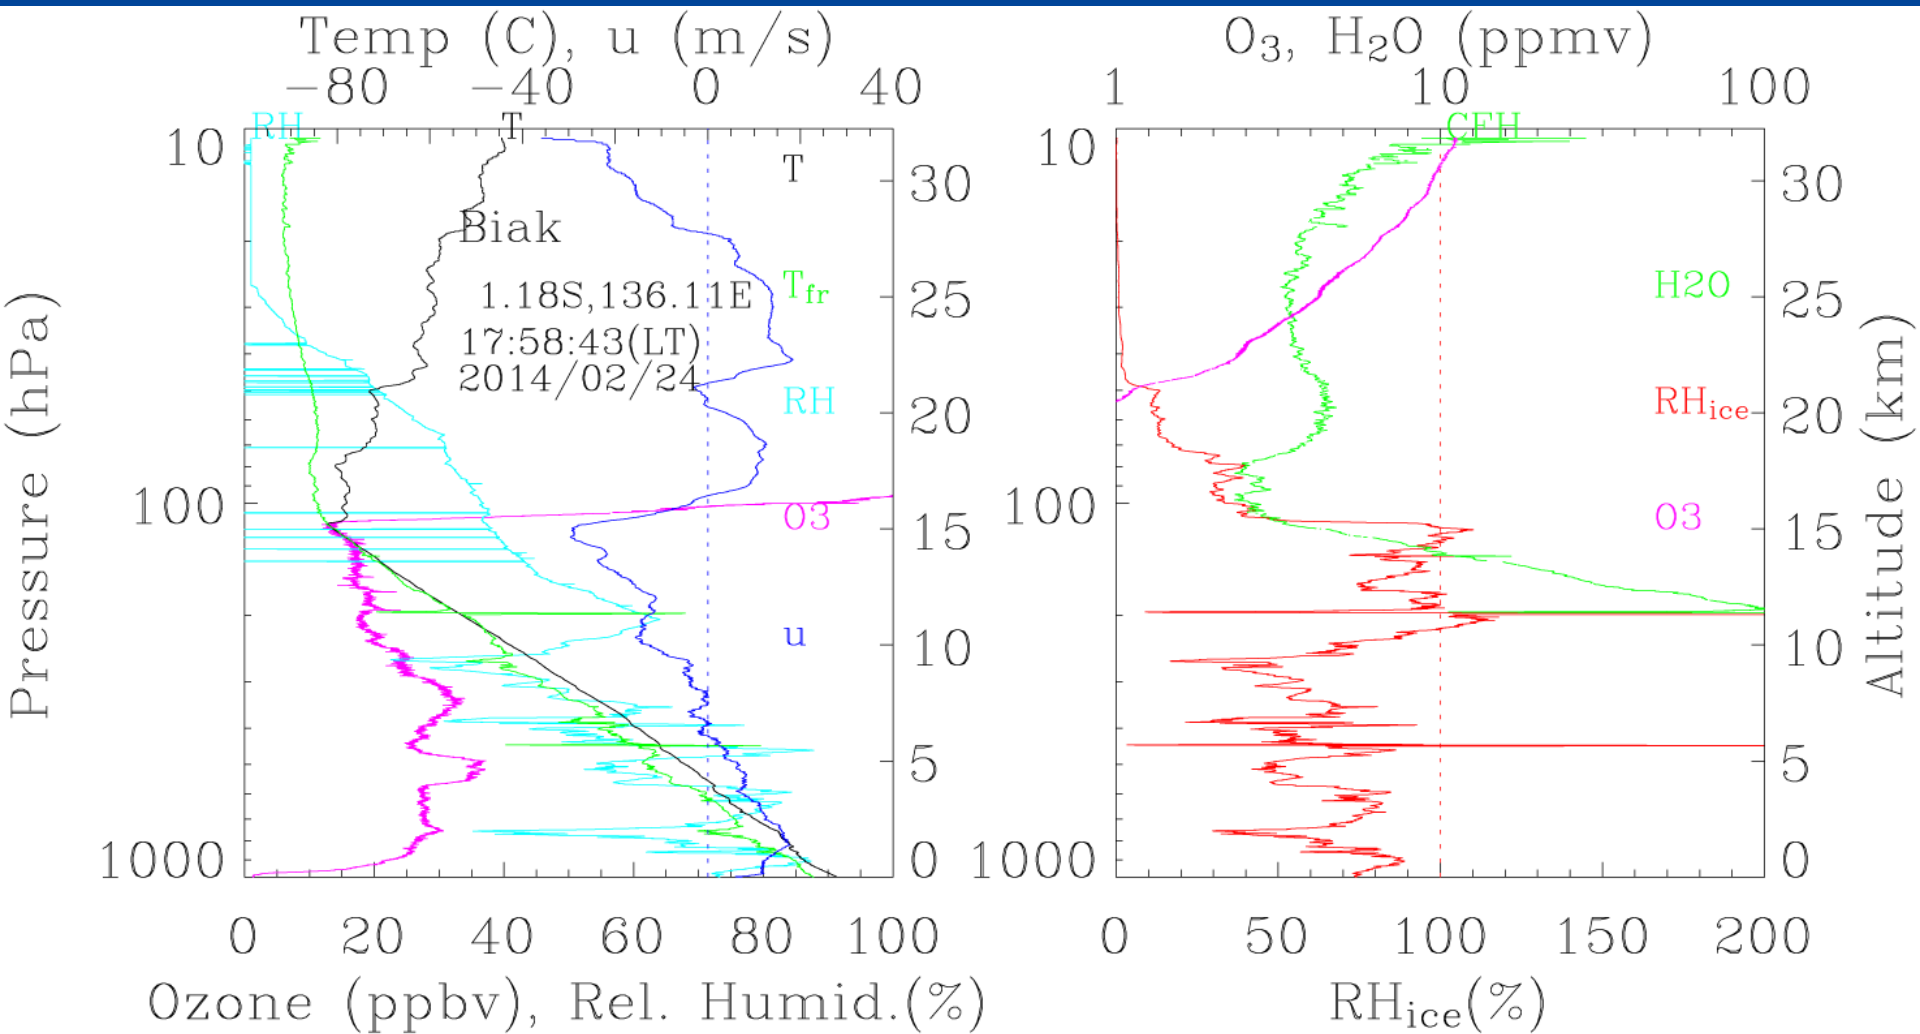 Temp (C), u (m/s)
−80 −40 0 40
RH T
10 100 1000
Pressure (hPa)
T
Biak
Tfr
1.18S,136.11E
17:58:43(LT)
2014/02/24
RH
O3
u
30 25 20 15 10 5 0
0 20 40 60 80 100
Ozone (ppbv), Rel. Humid.(%)
O3, H2O (ppmv)
1 10 100
CFH
10 100 1000
H2O
RHice
O3
30 25 20 15 10 5 0
Altitude (km)
0 50 100 150 200
RHice(%)